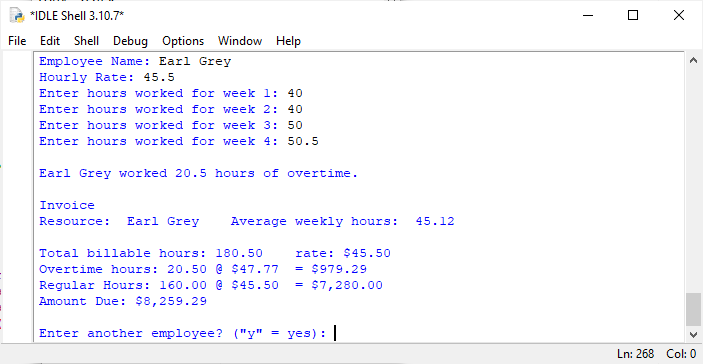 *IDLE Shell 3.10.7*
File Edit Shell Debug Options Window Help
Employee Name: Earl Grey
Hourly Rate: 45.5
Enter hours worked for week 1: 40
Enter hours worked for week 2: 40
Enter hours worked for week 3: 50
Enter hours worked for week 4: 50.5
Earl Grey worked 20.5 hours of overtime.
Invoice
Resource:  Earl Grey    Average weekly hours:  45.12
Total billable hours: 180.50    rate: $45.50
Overtime hours: 20.50 @ $47.77  = $979.29
Regular Hours: 160.00 @ $45.50  = $7,280.00
Amount Due: $8,259.29
Enter another employee? ("y" = yes):
Ln: 268 Col: 0